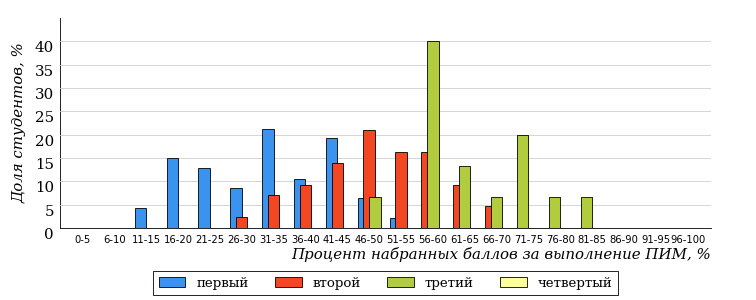 Доля студентов, %
40
35
30
25
20
15
10
5
0
0-5 6-10 11-15 16-20 21-25 26-30 31-35 36-40 41-45 46-50 51-55 56-60 61-65 66-70 71-75 76-80 81-85 86-90 91-95 96-100
Процент набранных баллов за выполнение ПИМ, %
первый второй третий четвертый